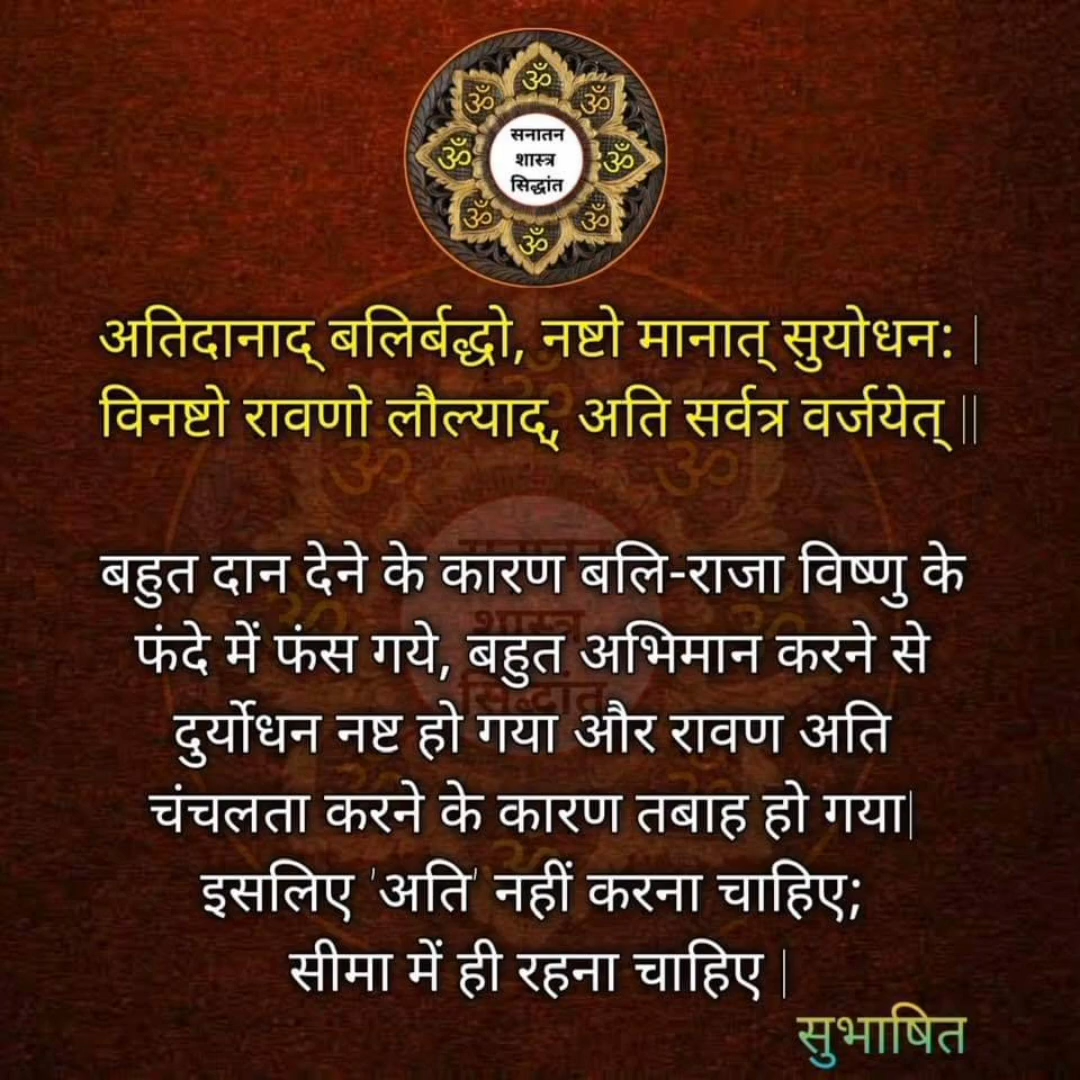 ॐ
ॐ
ॐ
ॐ
ॐ
ॐ
ॐ
ॐ
सनातन
शास्त्र
सिद्धांत
अतिदानाद् बलिर्बद्धो, नष्टो मानात् सुयोधन: |
विनष्टो रावणो लौल्याद्, अति सर्वत्र वर्जयेत् ||
बहुत दान देने के कारण बलि-राजा विष्णु के
फंदे में फंस गये, बहुत अभिमान करने से
दुर्योधन नष्ट हो गया और रावण अति
चंचलता करने के कारण तबाह हो गया|
इसलिए 'अति' नहीं करना चाहिए;
सीमा में ही रहना चाहिए |
सुभाषित